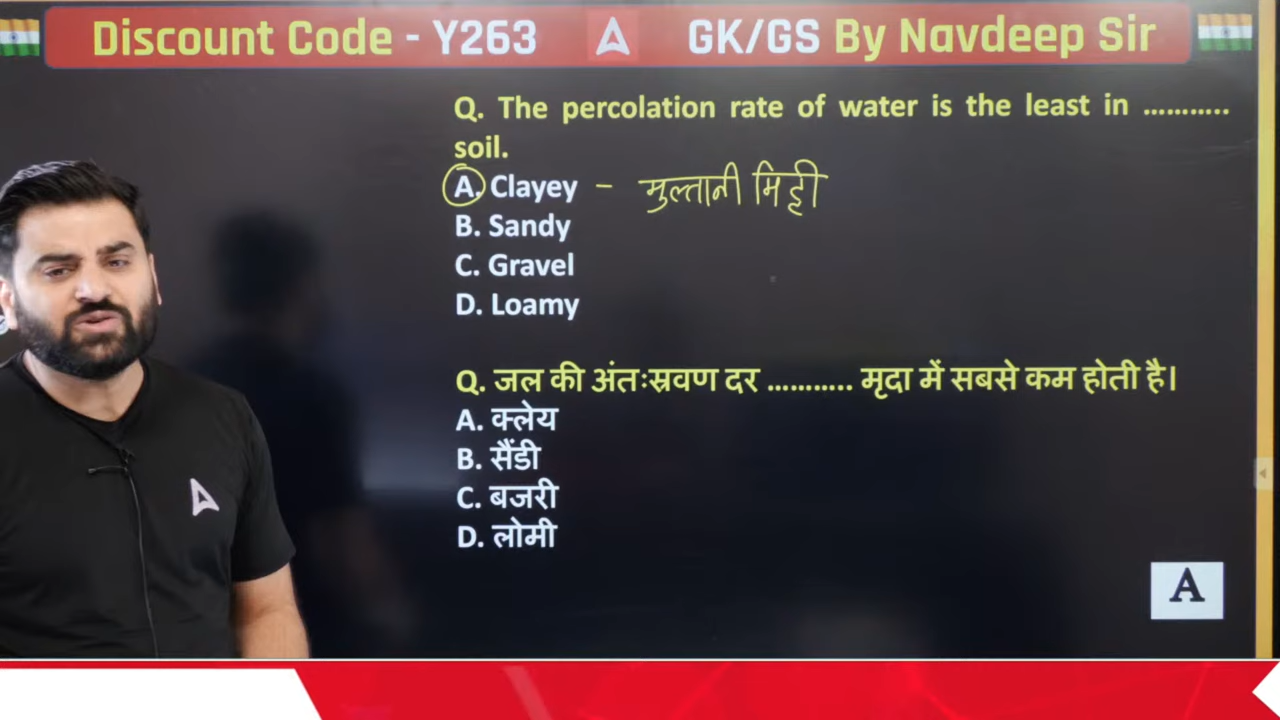 Discount Code - Y263 A GK/GS By Navdeep Sir
Q. The percolation rate of water is the least in ...........
soil.
A. Clayey - मुल्तानी मिट्टी
B. Sandy
C. Gravel
D. Loamy
Q. जल की अंतःस्रवण दर ........... मृदा में सबसे कम होती है।
A. क्लेय
B. सैंडी
C. बजरी
D. लोमी
A